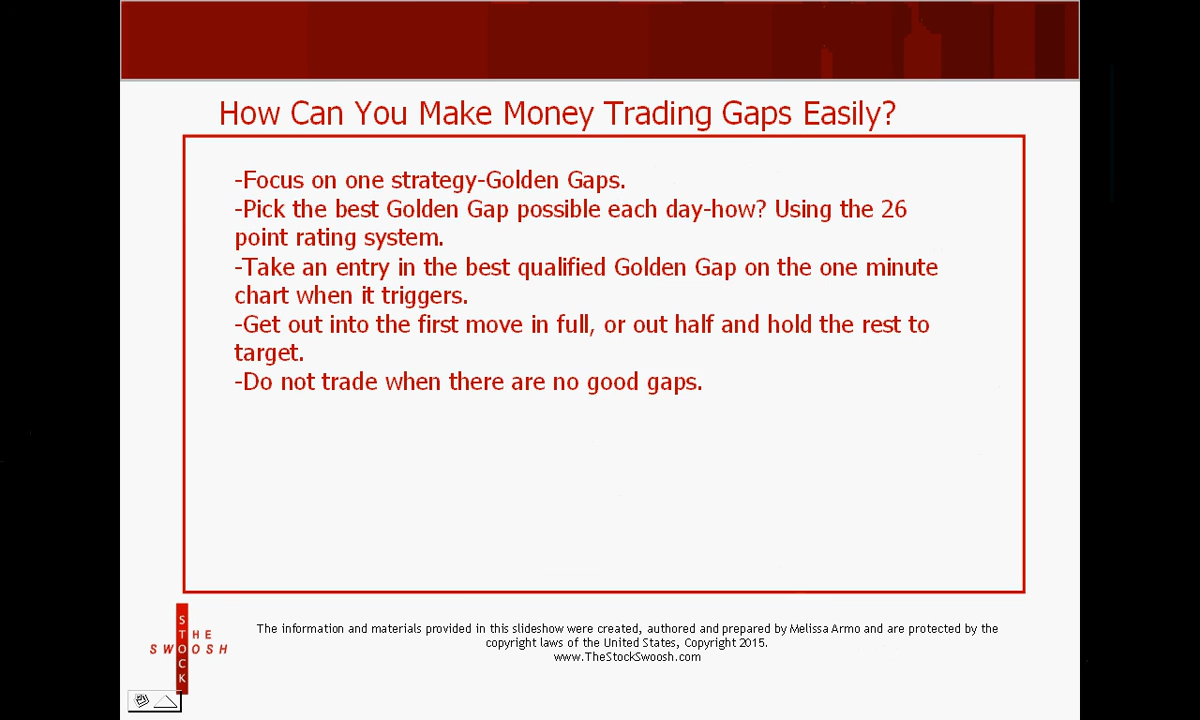 How Can You Make Money Trading Gaps Easily?
-Focus on one strategy-Golden Gaps.
-Pick the best Golden Gap possible each day-how? Using the 26
point rating system.
-Take an entry in the best qualified Golden Gap on the one minute
chart when it triggers.
-Get out into the first move in full, or out half and hold the rest to
target.
-Do not trade when there are no good gaps.
THE
STOCK
SWOOSH
The information and materials provided in this slideshow were created, authored and prepared by Melissa Armo and are protected by the
copyright laws of the United States, Copyright 2015.
www.TheStockSwoosh.com